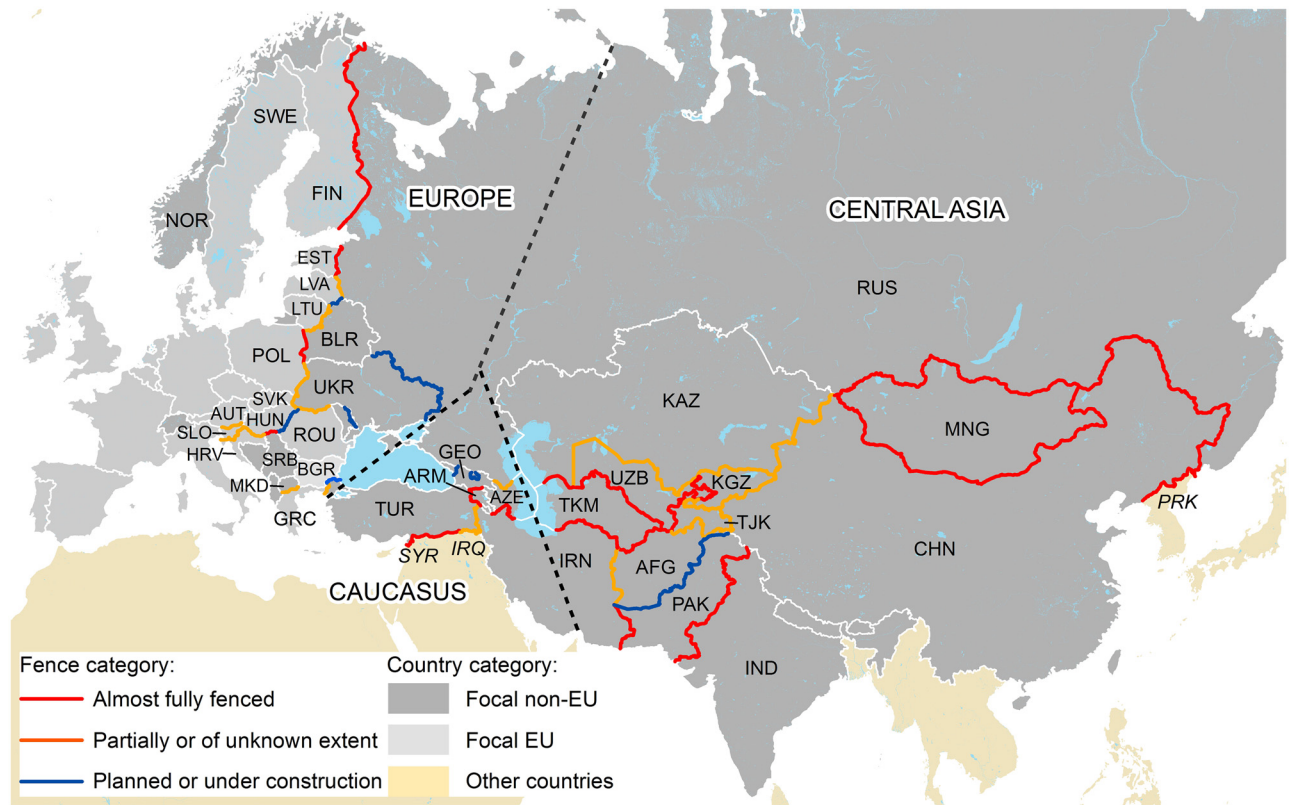 SWE
FIN
NOR
EUROPE
CENTRAL ASIA
EST
LVA
LTU
RUS
BLR
POL
UKR
SVK
KAZ
AUT
HUN
SLO
ROU
MNG
HRV
SRB
GEO
BGR
ARM
UZB
KGZ
MKD
AZE
TKM
PRK
TUR
GRC
TJK
SYR
IRQ
IRN
AFG
CHN
CAUCASUS
PAK
IND
Fence category:
Almost fully fenced
Partially or of unknown extent
Planned or under construction
Country category:
Focal non-EU
Focal EU
Other countries